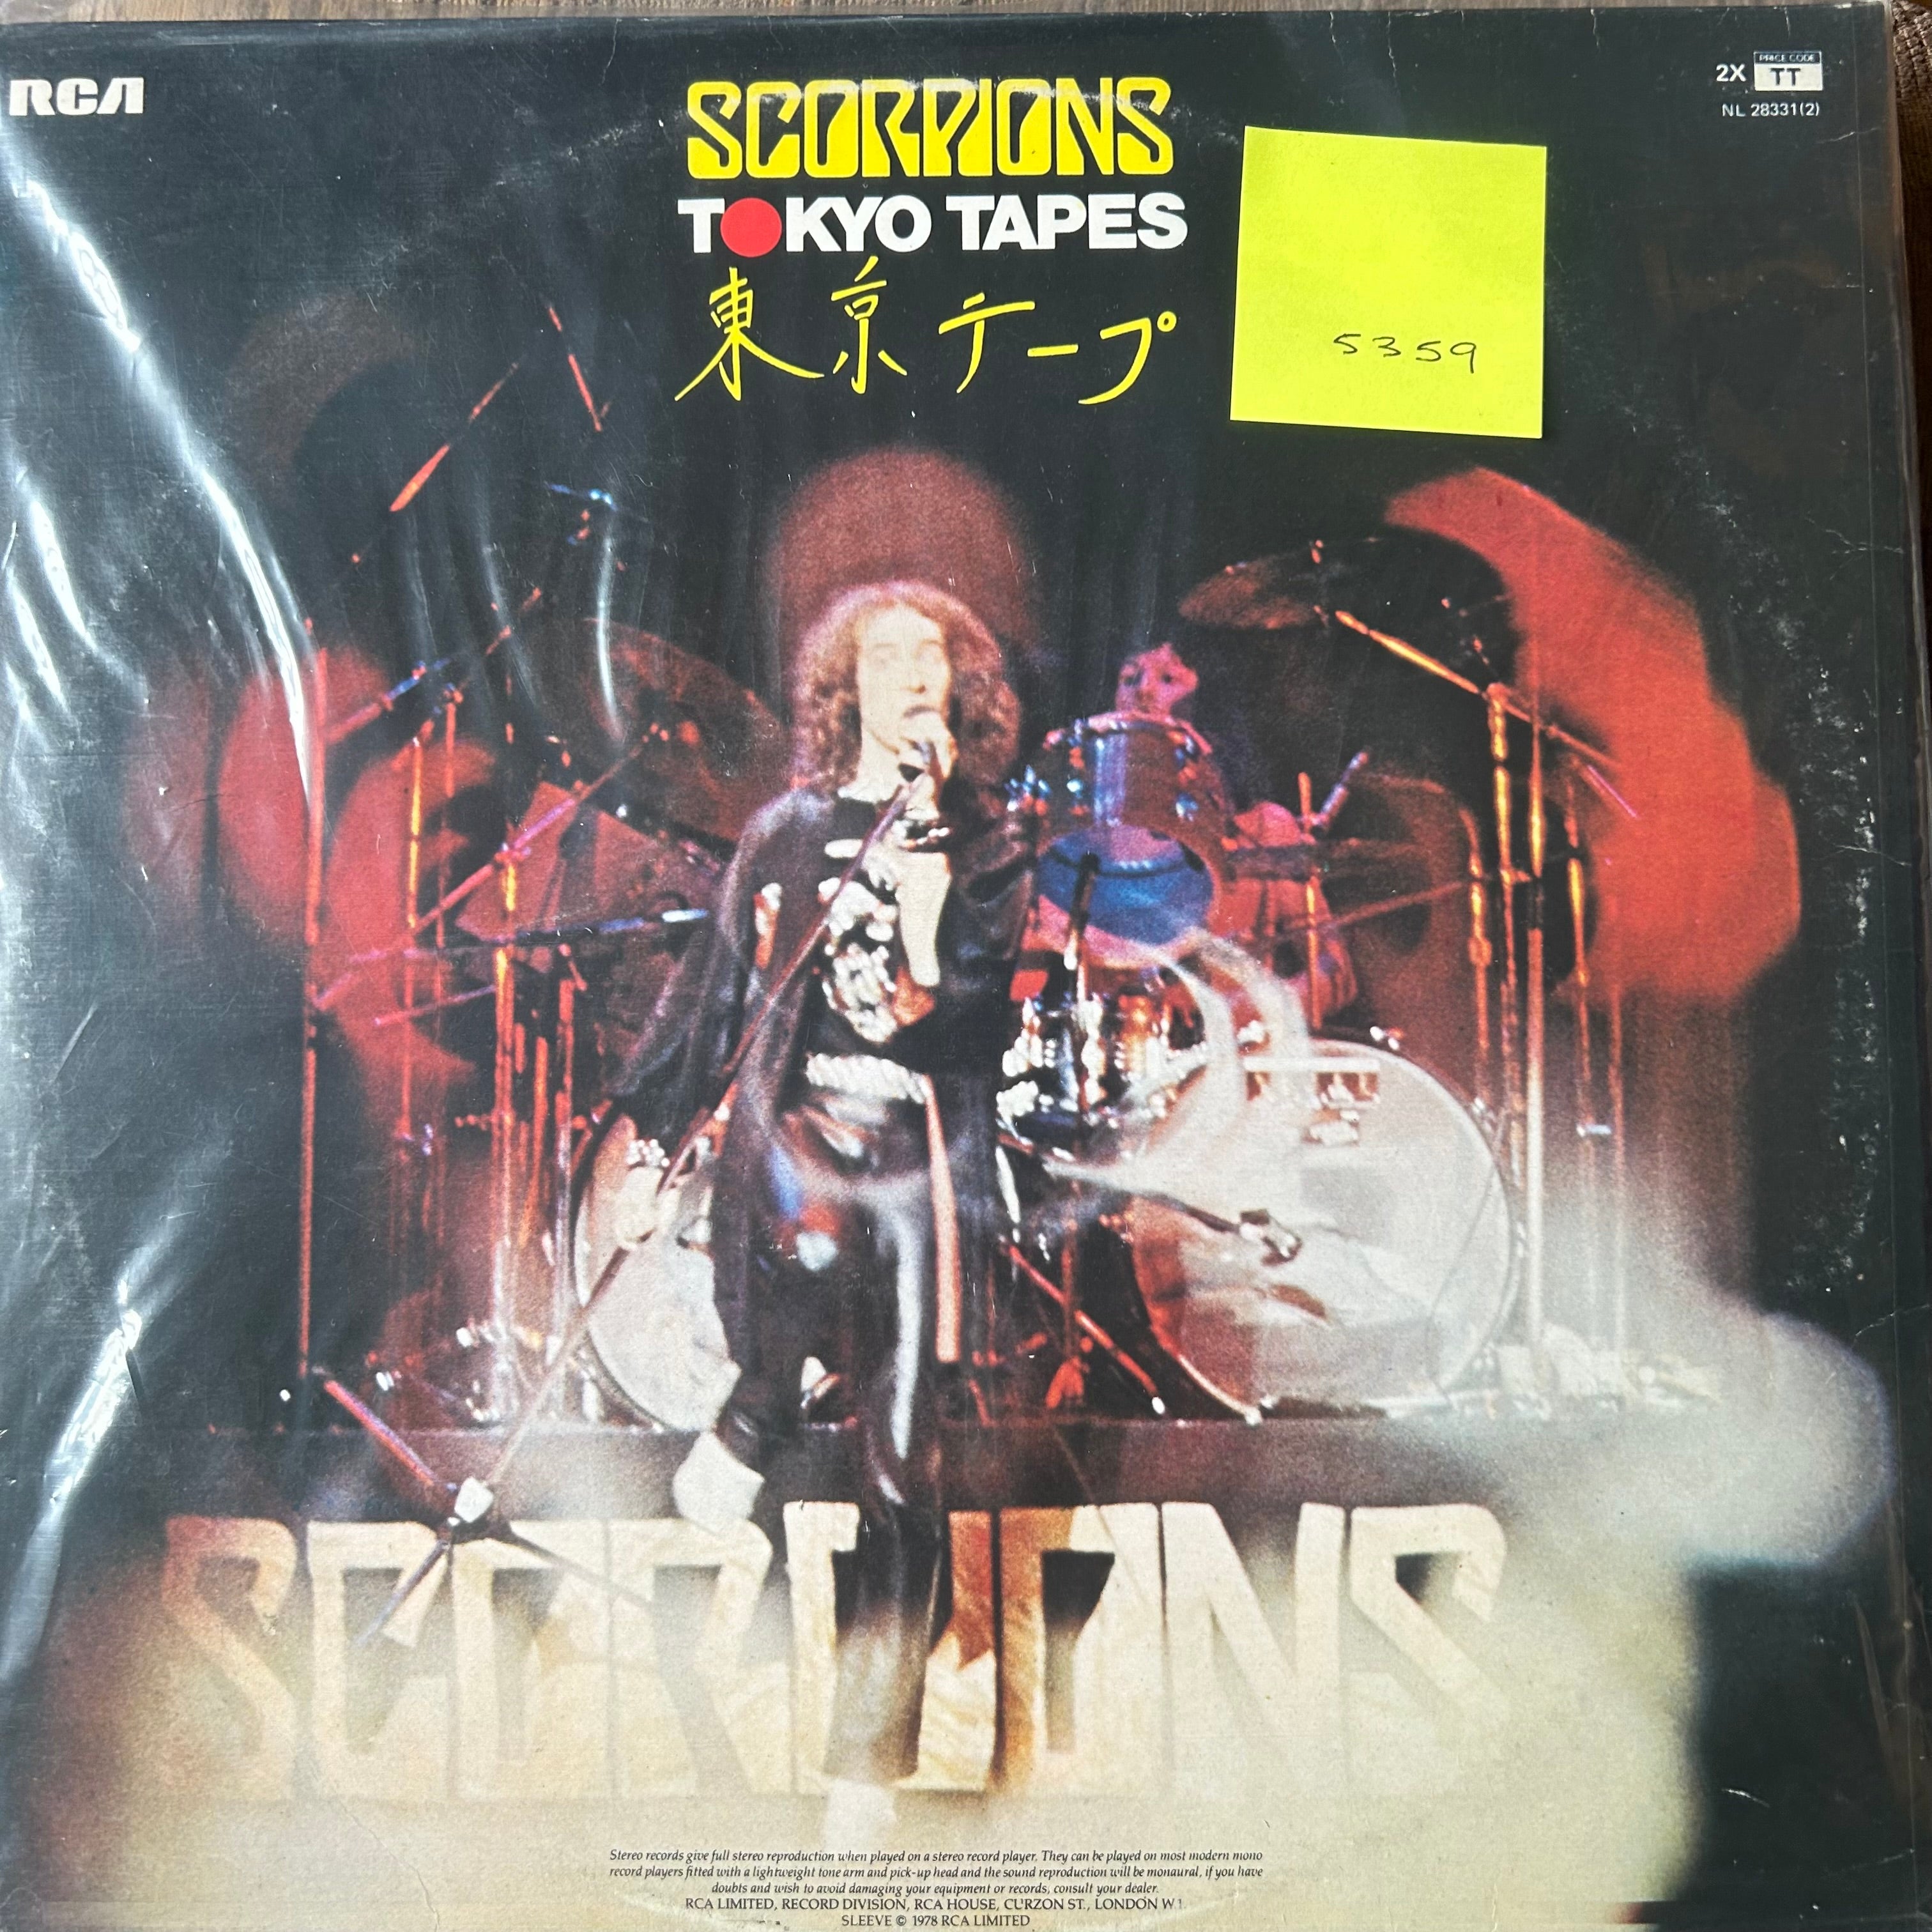 RCA
SCORPIONS
TOKYO TAPES
東京テープ
2X PRICE CODE
TT
NL 28331(2)
5359
SCORPIONS
Stereo records give full stereo reproduction when played on a stereo record player. They can be played on most modern mono
record players fitted with a lightweight tone arm and pick-up head and the sound reproduction will be monaural, if you have
doubts and wish to avoid damaging your equipment or records, consult your dealer.
RCA LIMITED, RECORD DIVISION, RCA HOUSE, CURZON ST., LONDON W1.
SLEEVE © 1978 RCA LIMITED